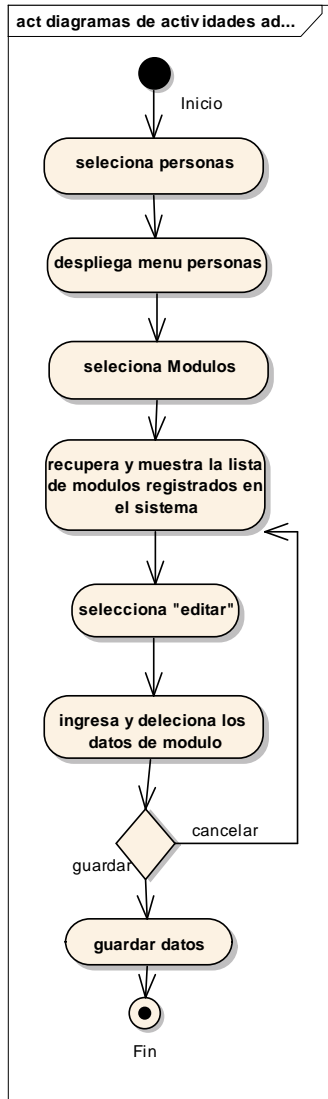 act diagramas de actividades ad...
Inicio
seleciona personas
despliega menu personas
seleciona Modulos
recupera y muestra la lista
de modulos registrados en
el sistema
selecciona "editar"
ingresa y deleciona los
datos de modulo
cancelar
guardar
guardar datos
Fin